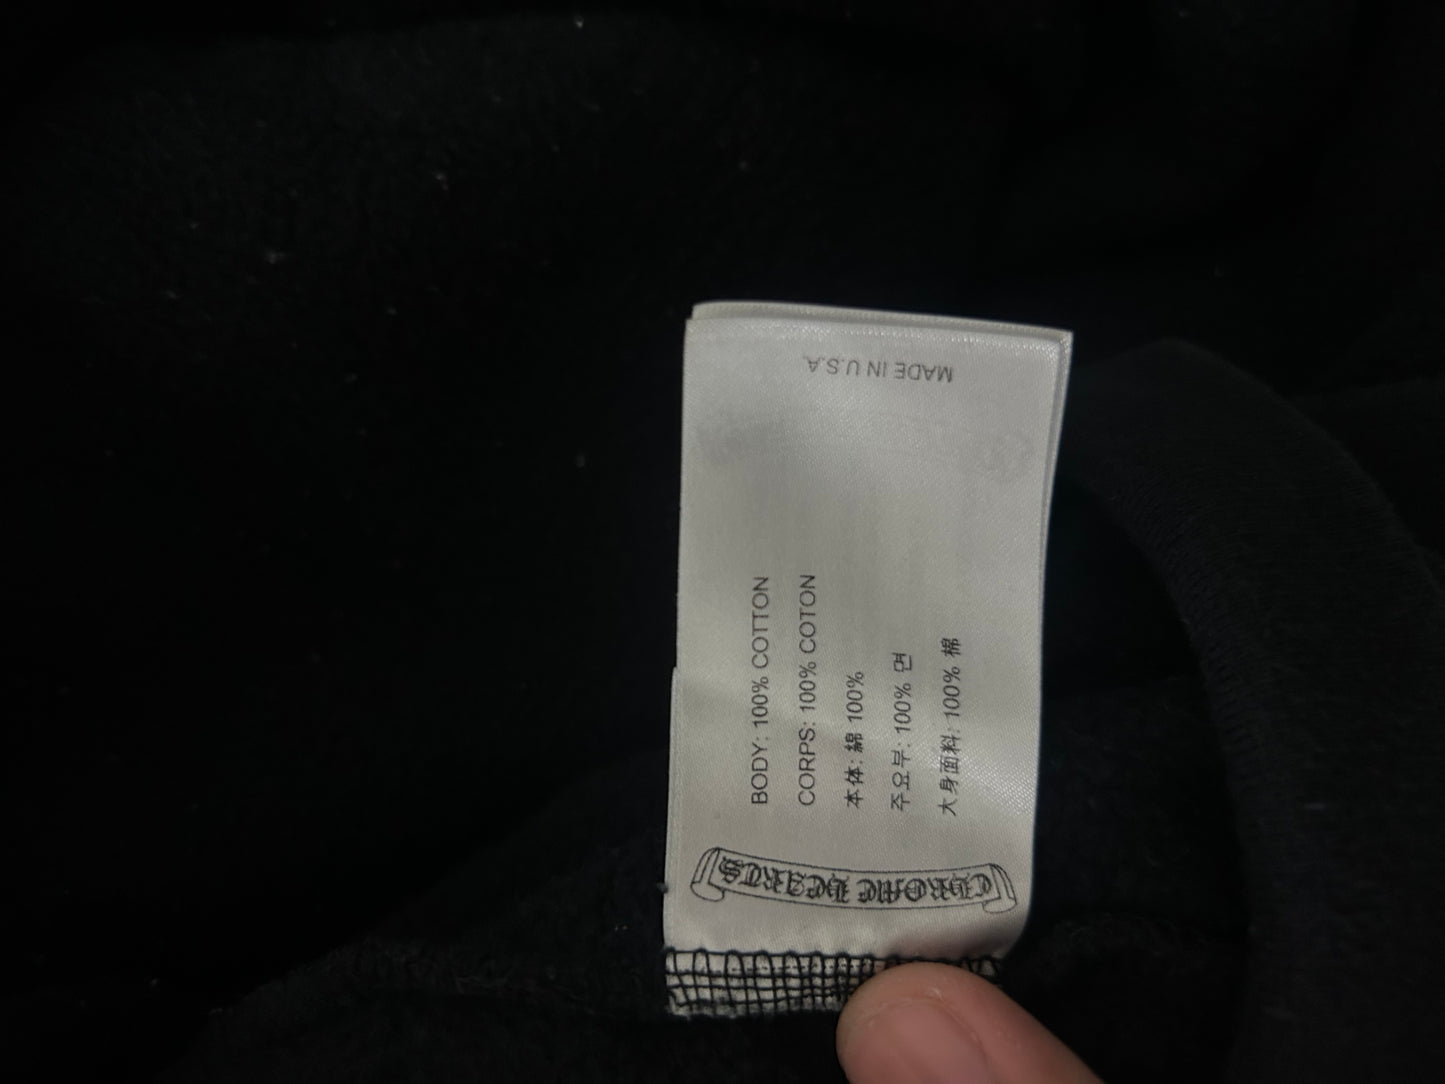 CHROME HEARTS
BODY: 100% COTTON
CORPS: 100% COTON
本体: 綿 100%
주요부: 100% 면
大身面料: 100% 棉
MADE IN U.S.A.